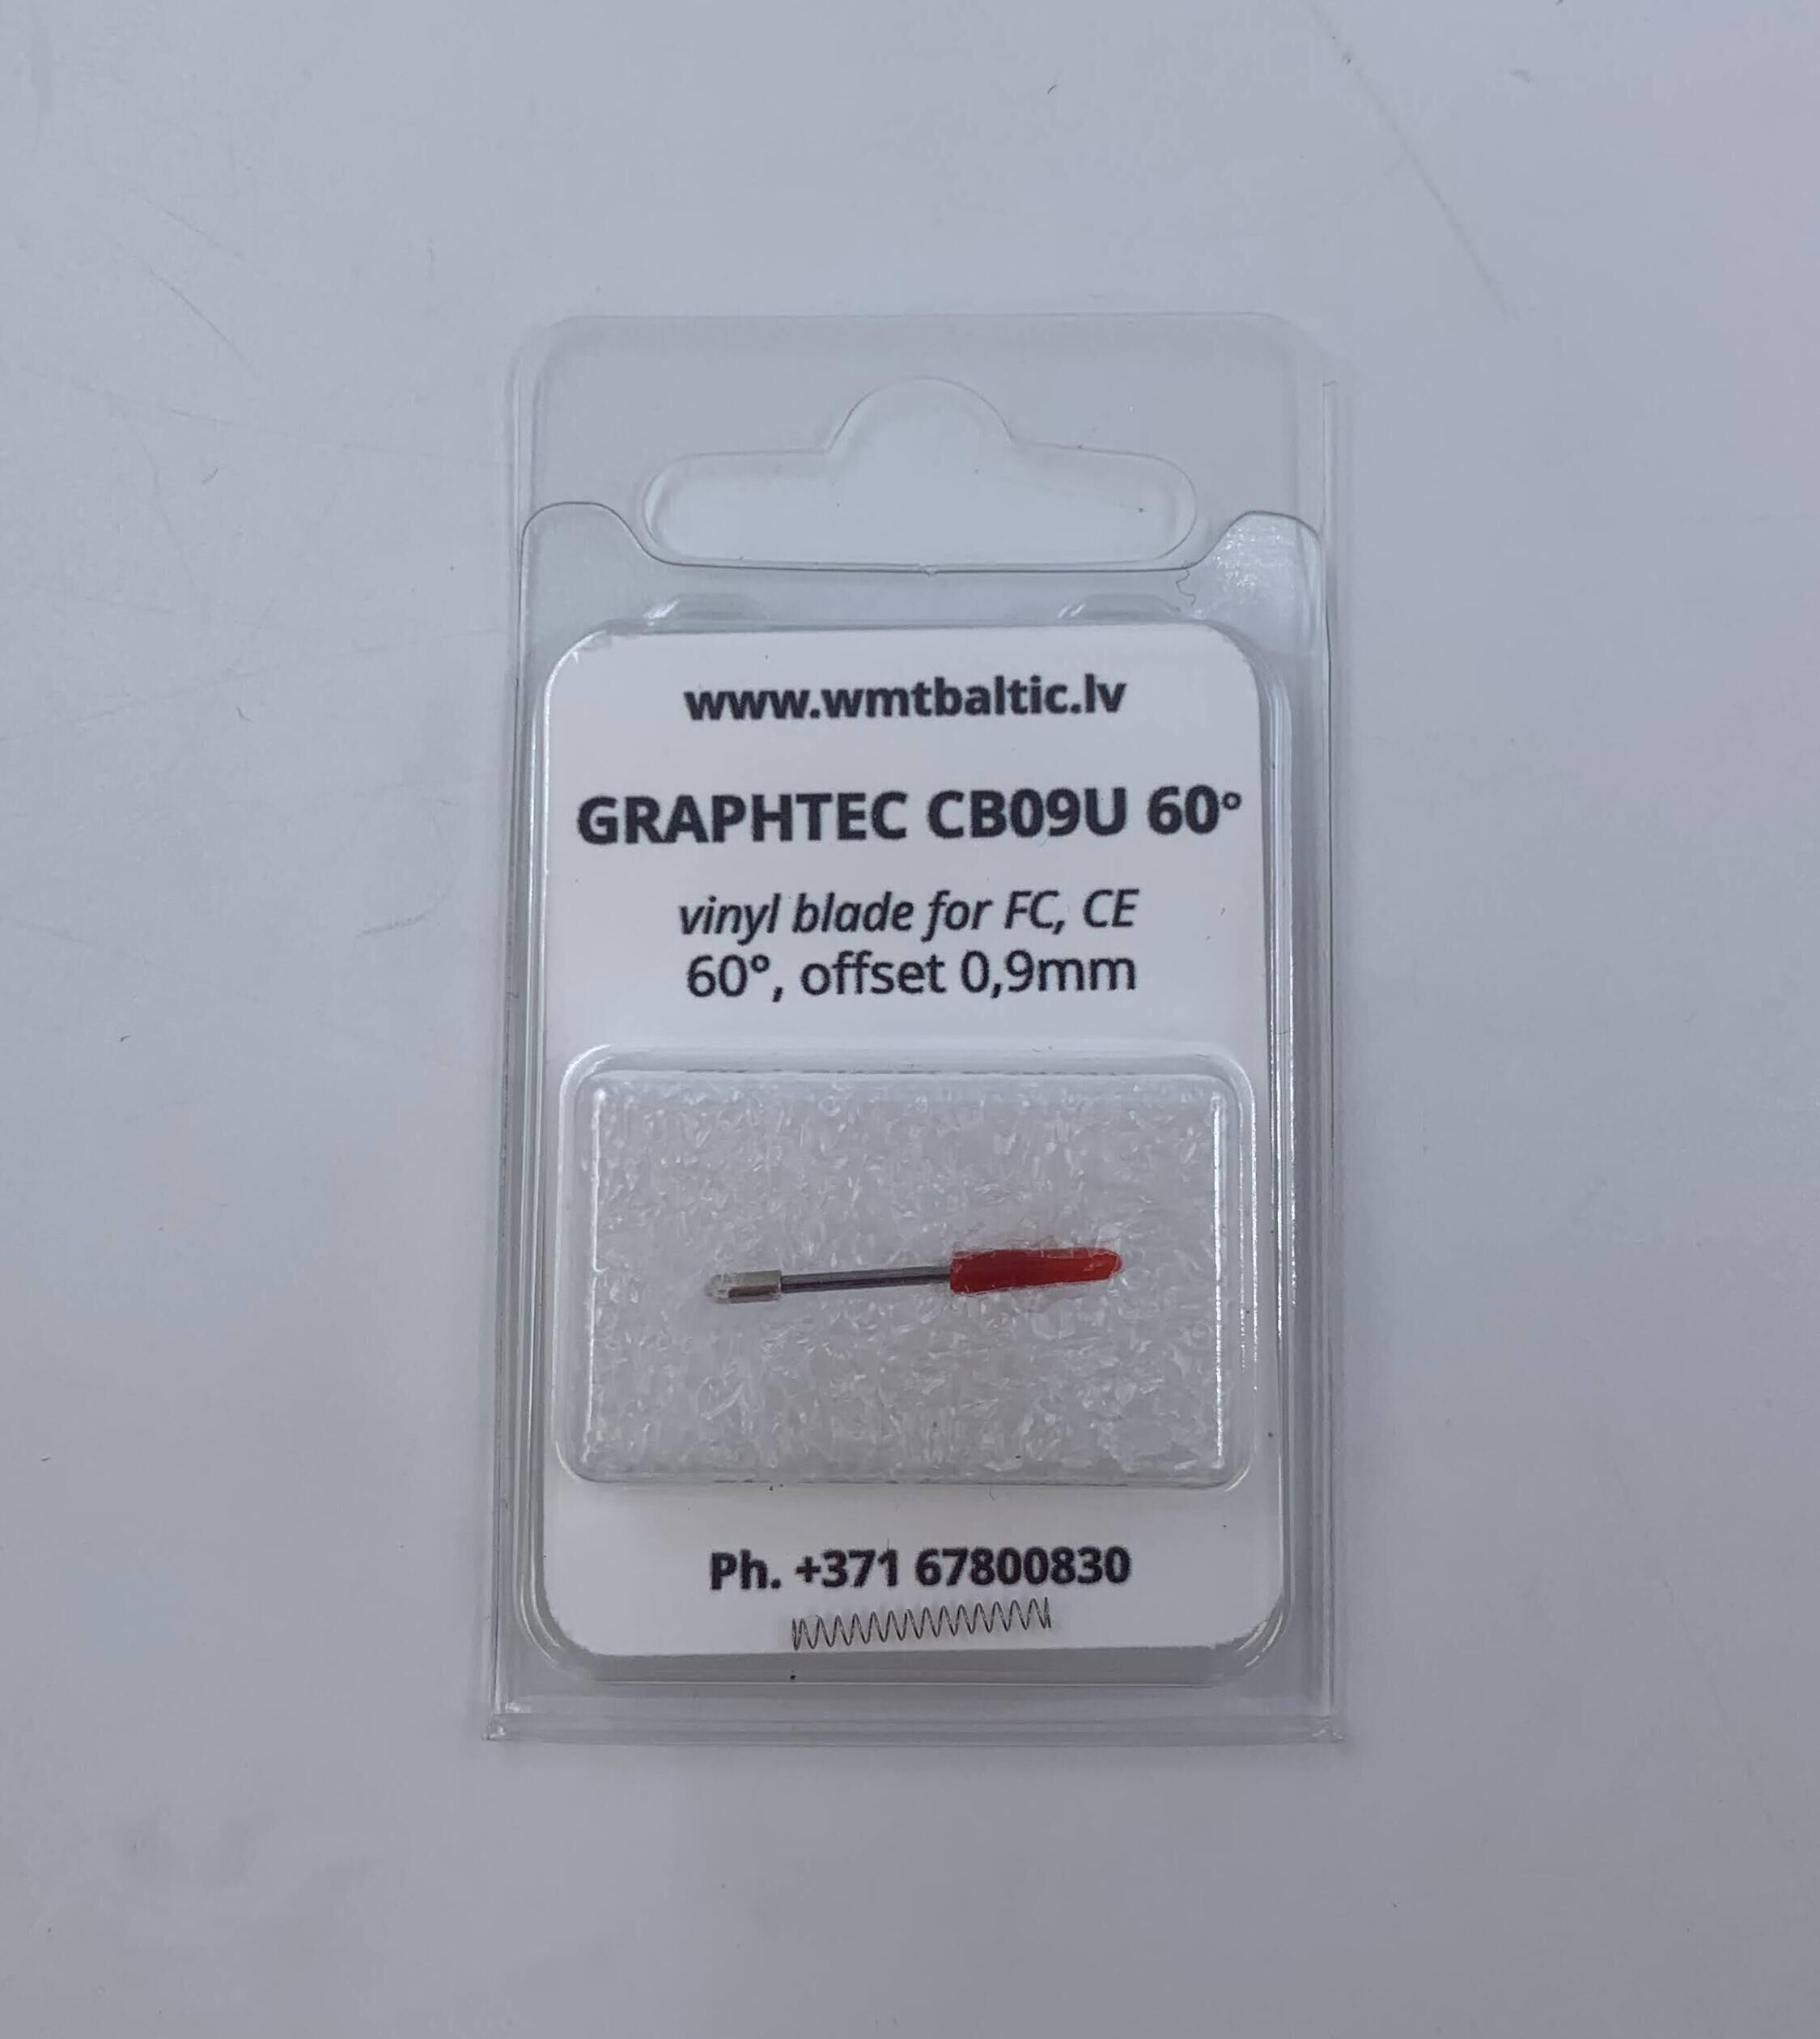 www.wmtbaltic.lv
GRAPHTEC CB09U 60°
vinyl blade for FC, CE
60°, offset 0,9mm
Ph. +371 67800830